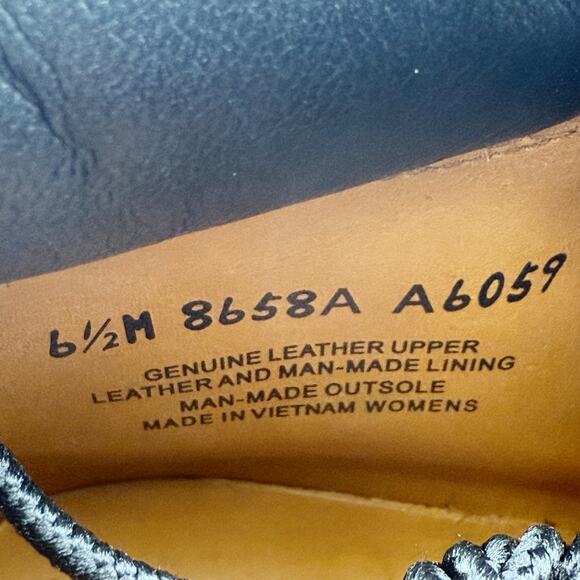 6½M 8658A A6059
GENUINE LEATHER UPPER
LEATHER AND MAN-MADE LINING
MAN-MADE OUTSOLE
MADE IN VIETNAM WOMENS